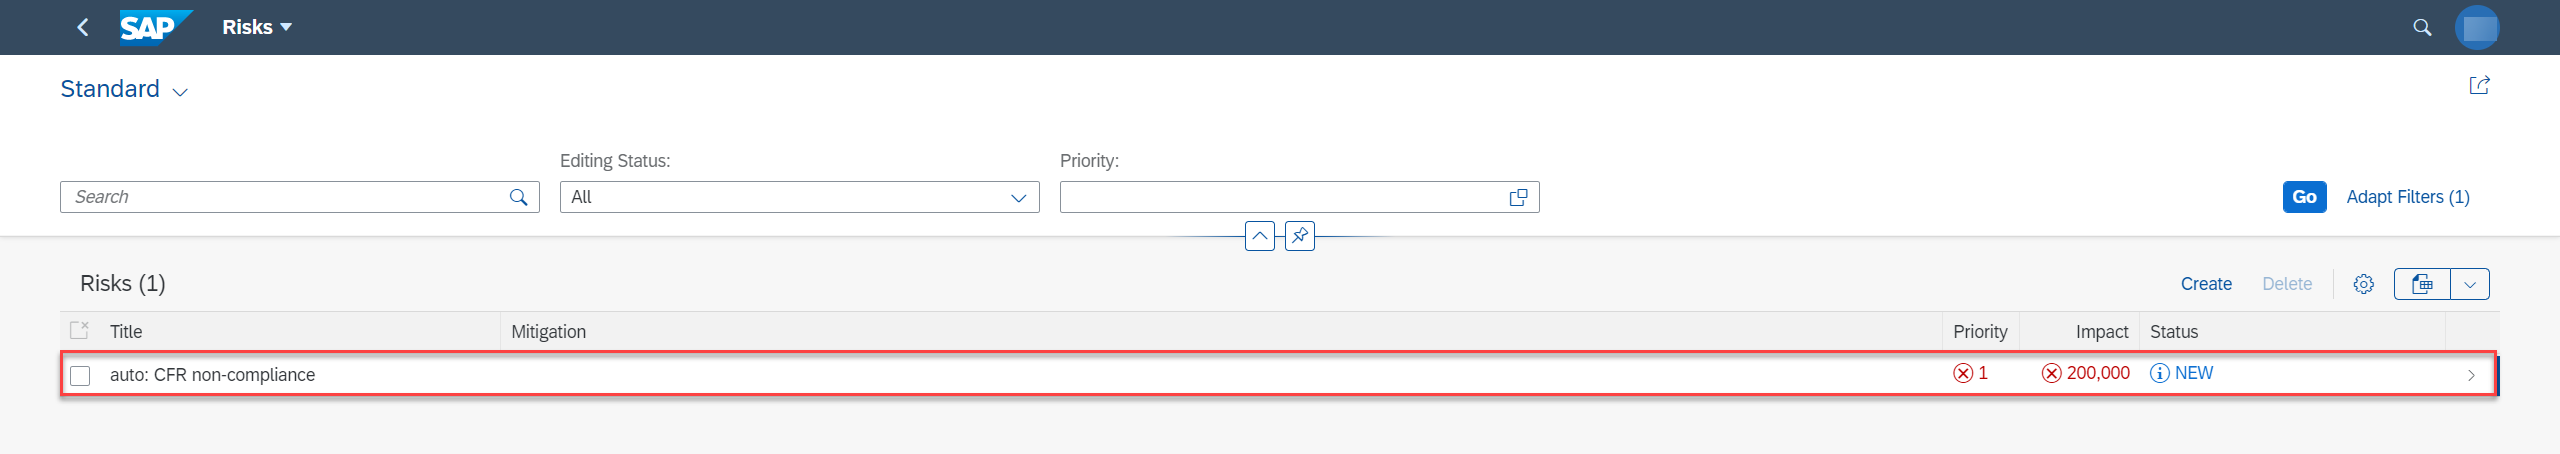 SAP Risks
Standard
Editing Status: Priority:
Search All Go Adapt Filters (1)
Risks (1) Create Delete
Title Mitigation Priority Impact Status
auto: CFR non-compliance 1 200,000 NEW